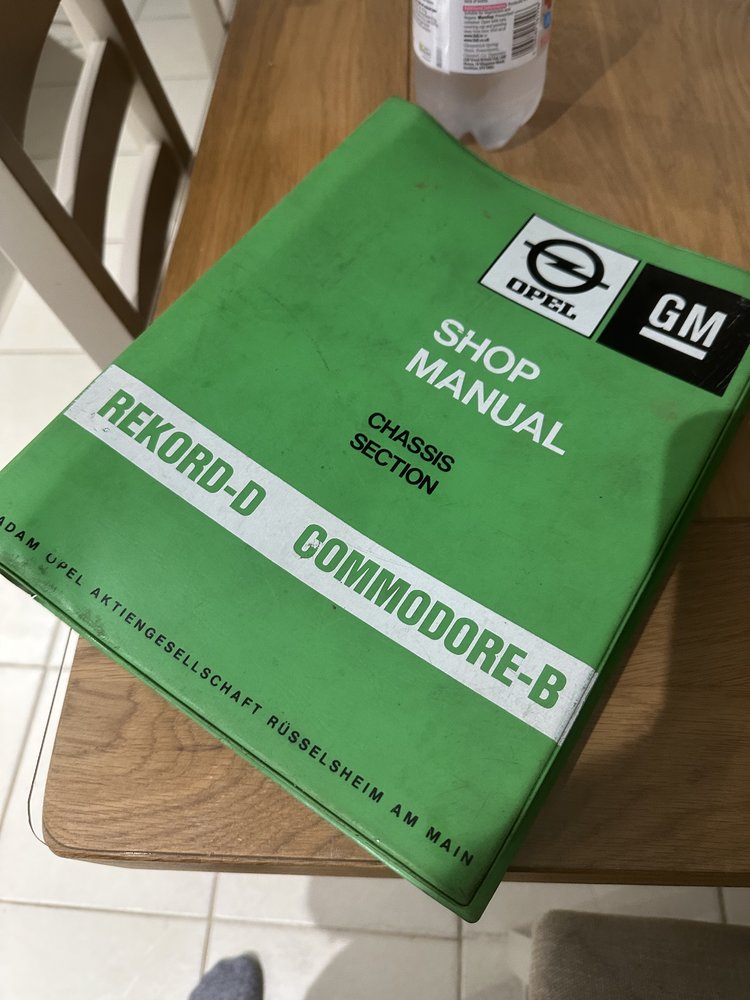 OPEL
GM
SHOP
MANUAL
CHASSIS
SECTION
REKORD-D COMMODORE-B
ADAM OPEL AKTIENGESELLSCHAFT RÜSSELSHEIM AM MAIN